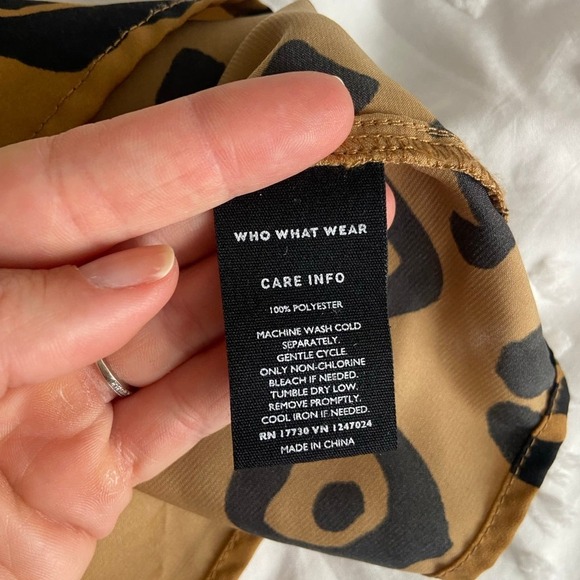 WHO WHAT WEAR
CARE INFO
100% POLYESTER
MACHINE WASH COLD
SEPARATELY.
GENTLE CYCLE.
ONLY NON-CHLORINE
BLEACH IF NEEDED.
TUMBLE DRY LOW,
REMOVE PROMPTLY.
COOL IRON IF NEEDED.
RN 17730 VN 1247024
MADE IN CHINA